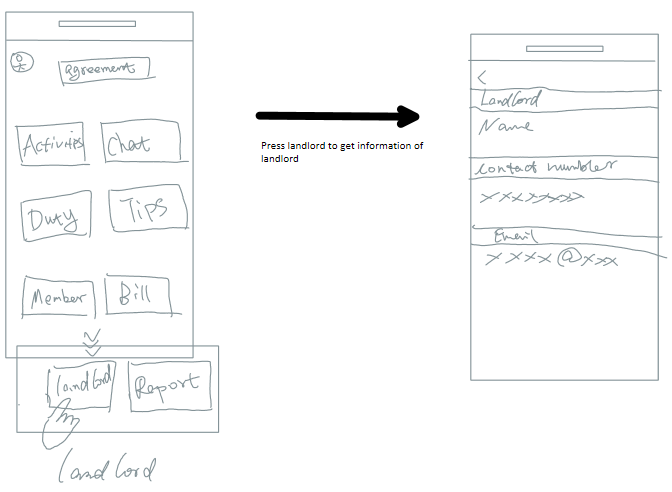 agreement
Activities Chat
Duty Tips
Member Bill
Landlord Report
Landlord
Press landlord to get information of
landlord
<
Landlord
Name
contact number
xxxxxxx
Email
xxxx@xxx